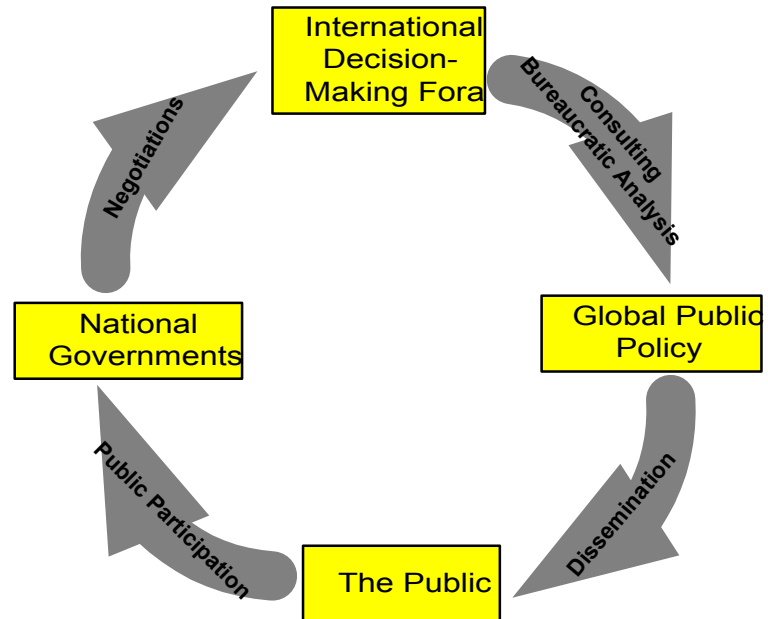 International
Decision-
Making Fora
Consulting
Bureaucratic Analysis
Negotiations
National
Governments
Global Public
Policy
Public Participation
Dissemination
The Public